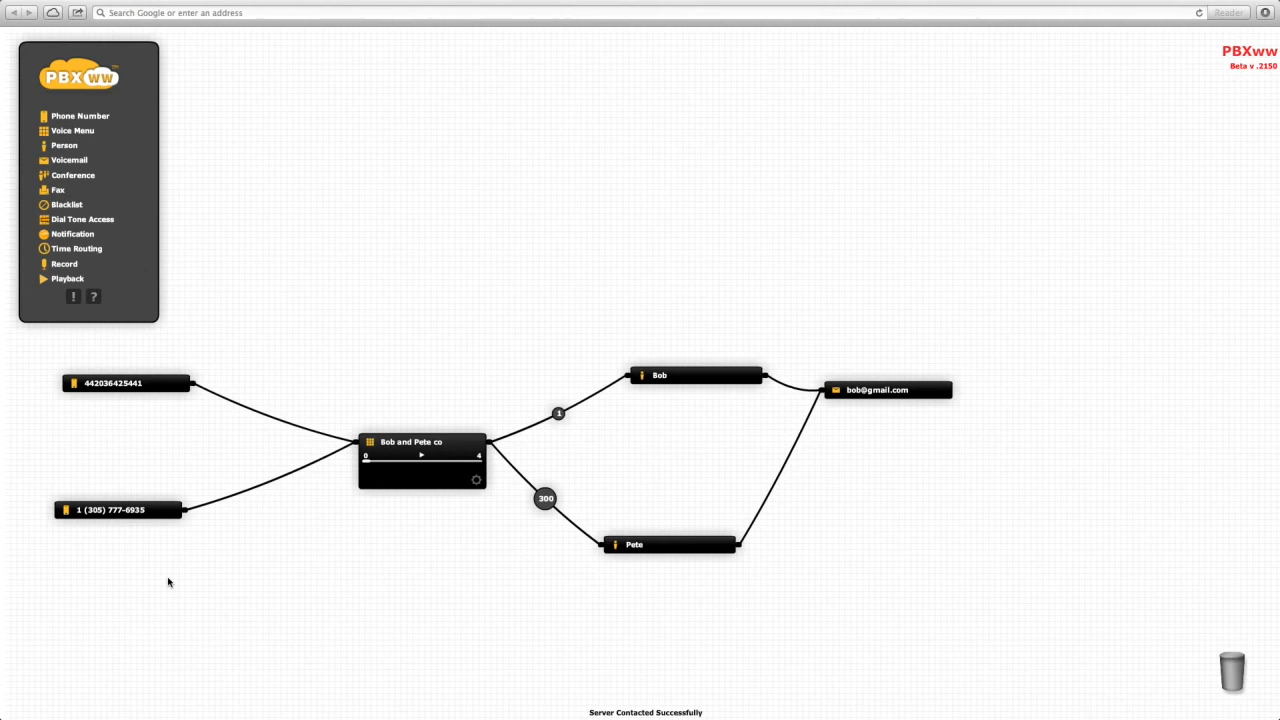 Search Google or enter an address
Reader
PBXww
Beta v .2150
PBX ww
Phone Number
Voice Menu
Person
Voicemail
Conference
Fax
Blacklist
Dial Tone Access
Notification
Time Routing
Record
Playback
! ?
442036425441
1 (305) 777-6935
Bob and Pete co
0 4
1
300
Bob
Pete
bob@gmail.com
Server Contacted Successfully